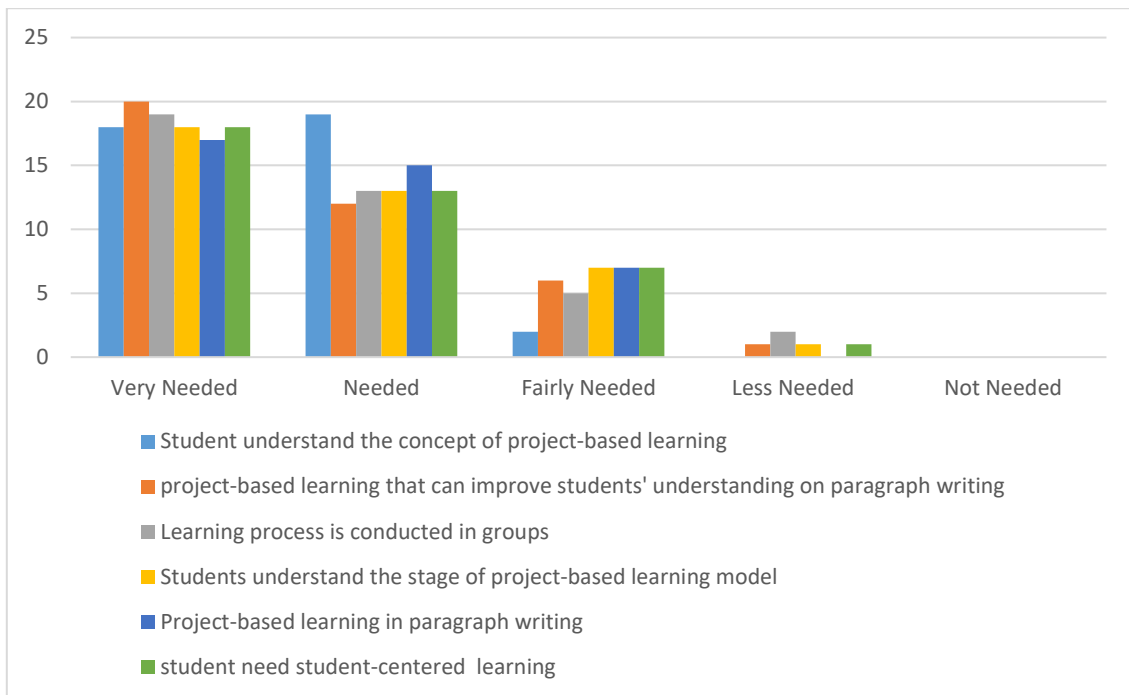 25
20
15
10
5
0
Very Needed Needed Fairly Needed Less Needed Not Needed
Student understand the concept of project-based learning
project-based learning that can improve students' understanding on paragraph writing
Learning process is conducted in groups
Students understand the stage of project-based learning model
Project-based learning in paragraph writing
student need student-centered learning